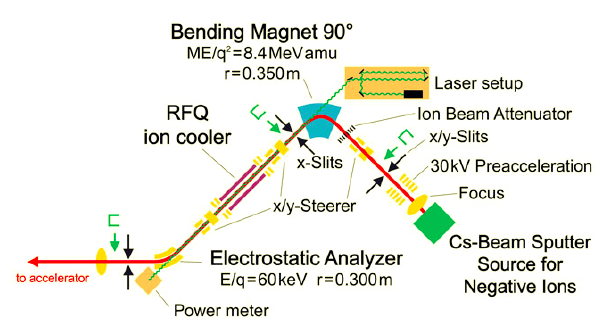 Bending Magnet 90°
ME/q²=8.4MeVamu
r=0.350m
Laser setup
RFQ
ion cooler
Ion Beam Attenuator
x/y-Slits
x-Slits
30kV Preacceleration
Focus
x/y-Steerer
Cs-Beam Sputter
Source for
Negative Ions
Electrostatic Analyzer
E/q=60keV r=0.300m
to accelerator
Power meter